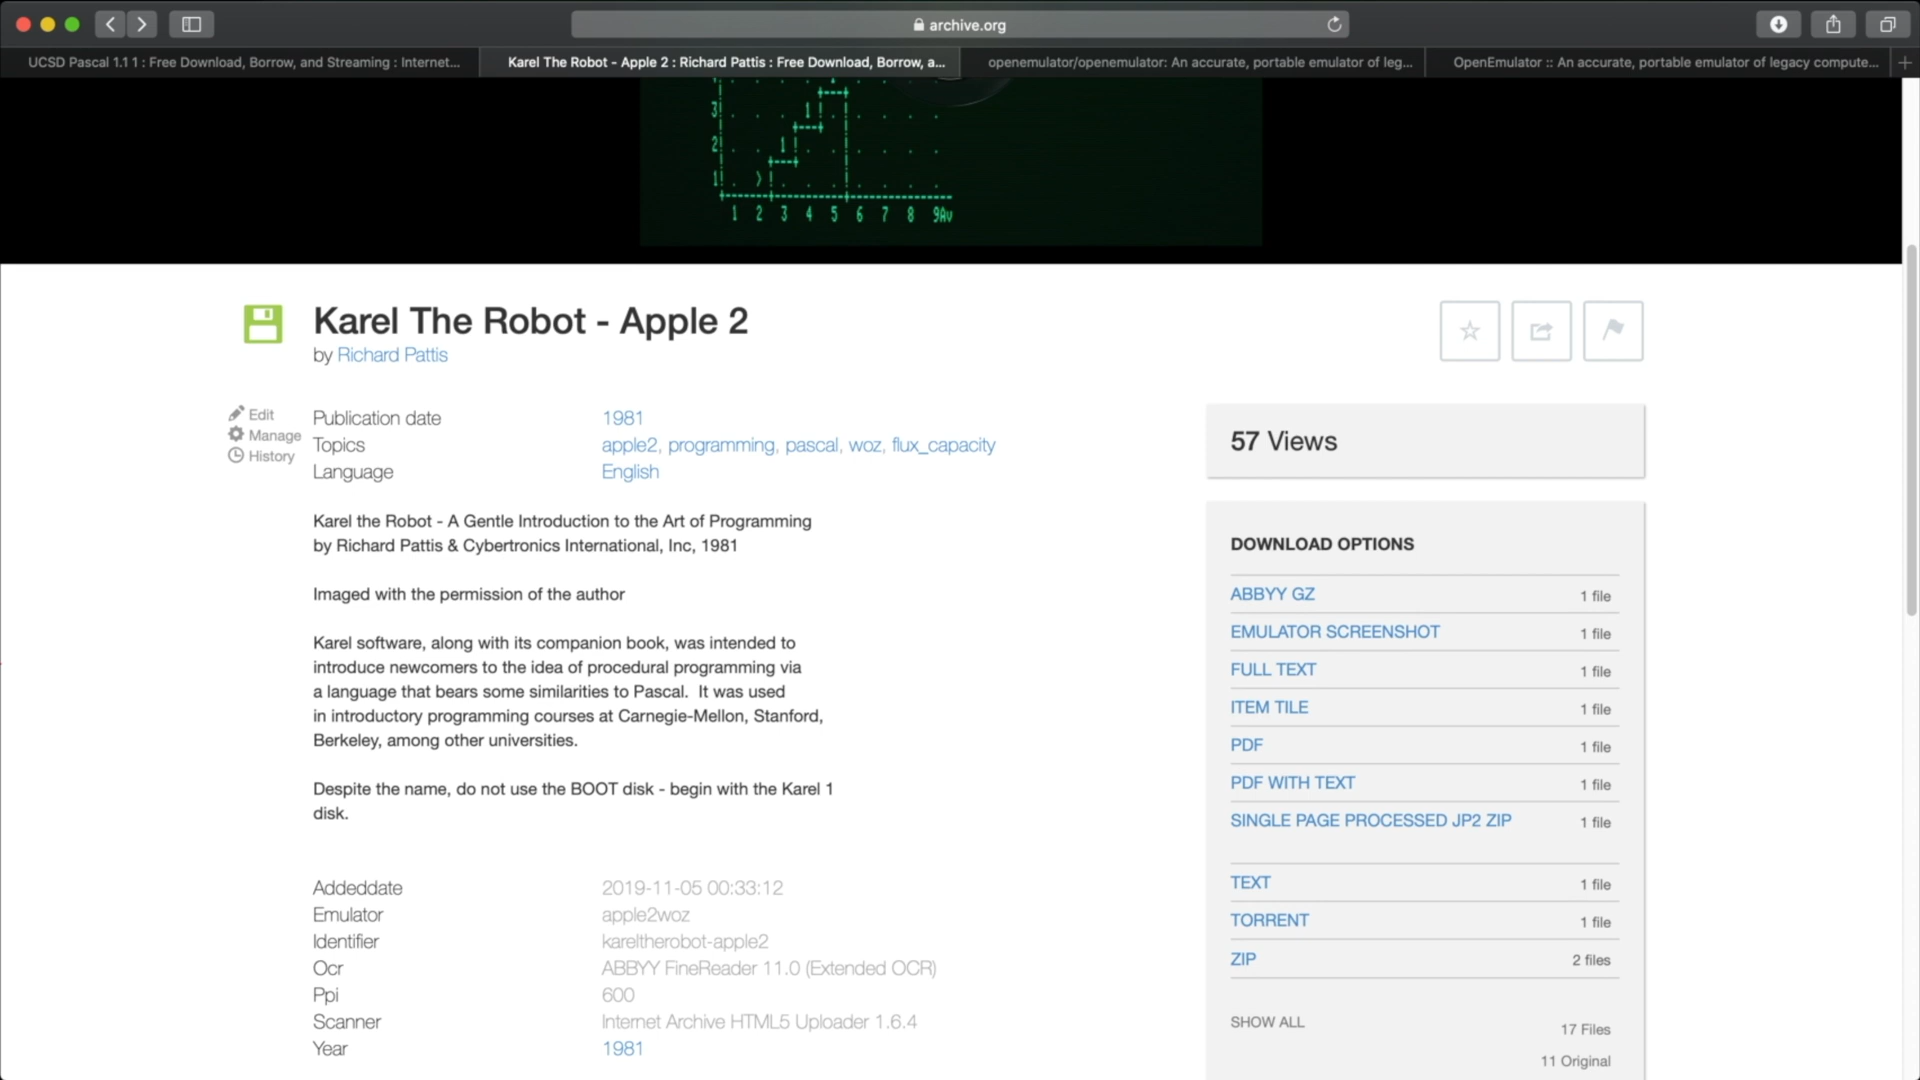 archive.org
UCSD Pascal 1.1 1 : Free Download, Borrow, and Streaming : Internet...
Karel The Robot - Apple 2 : Richard Pattis : Free Download, Borrow, a...
openemulator/openemulator: An accurate, portable emulator of leg...
OpenEmulator :: An accurate, portable emulator of legacy compute...
3
1
2
1
1
1 2 3 4 5 6 7 8 9Av
Karel The Robot - Apple 2
by Richard Pattis
Edit
Manage
History
Publication date 1981
Topics apple2, programming, pascal, woz, flux_capacity
Language English
Karel the Robot - A Gentle Introduction to the Art of Programming
by Richard Pattis & Cybertronics International, Inc, 1981
Imaged with the permission of the author
Karel software, along with its companion book, was intended to
introduce newcomers to the idea of procedural programming via
a language that bears some similarities to Pascal. It was used
in introductory programming courses at Carnegie-Mellon, Stanford,
Berkeley, among other universities.
Despite the name, do not use the BOOT disk - begin with the Karel 1
disk.
Addeddate 2019-11-05 00:33:12
Emulator apple2woz
Identifier kareltherobot-apple2
Ocr ABBYY FineReader 11.0 (Extended OCR)
Ppi 600
Scanner Internet Archive HTML5 Uploader 1.6.4
Year 1981
57 Views
DOWNLOAD OPTIONS
ABBYY GZ 1 file
EMULATOR SCREENSHOT 1 file
FULL TEXT 1 file
ITEM TILE 1 file
PDF 1 file
PDF WITH TEXT 1 file
SINGLE PAGE PROCESSED JP2 ZIP 1 file
TEXT 1 file
TORRENT 1 file
ZIP 2 files
SHOW ALL 17 Files
11 Original